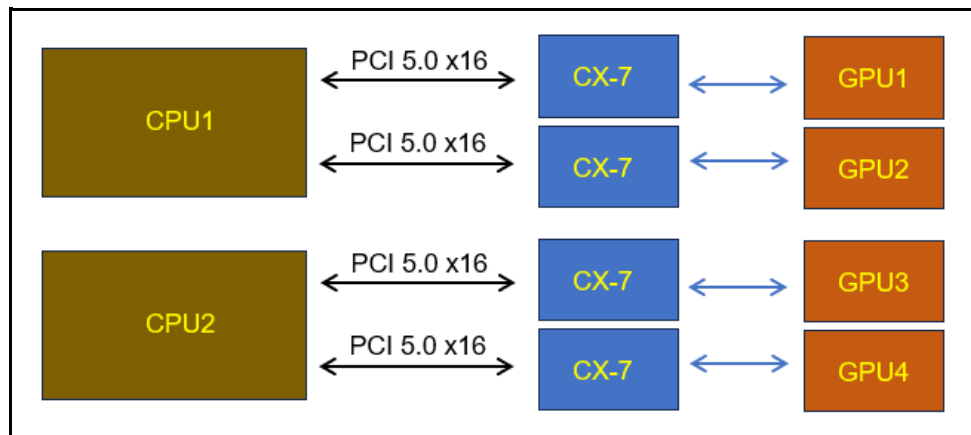 PCI 5.0 x16
CX-7
GPU1
CPU1
PCI 5.0 x16
CX-7
GPU2
PCI 5.0 x16
CX-7
GPU3
CPU2
PCI 5.0 x16
CX-7
GPU4